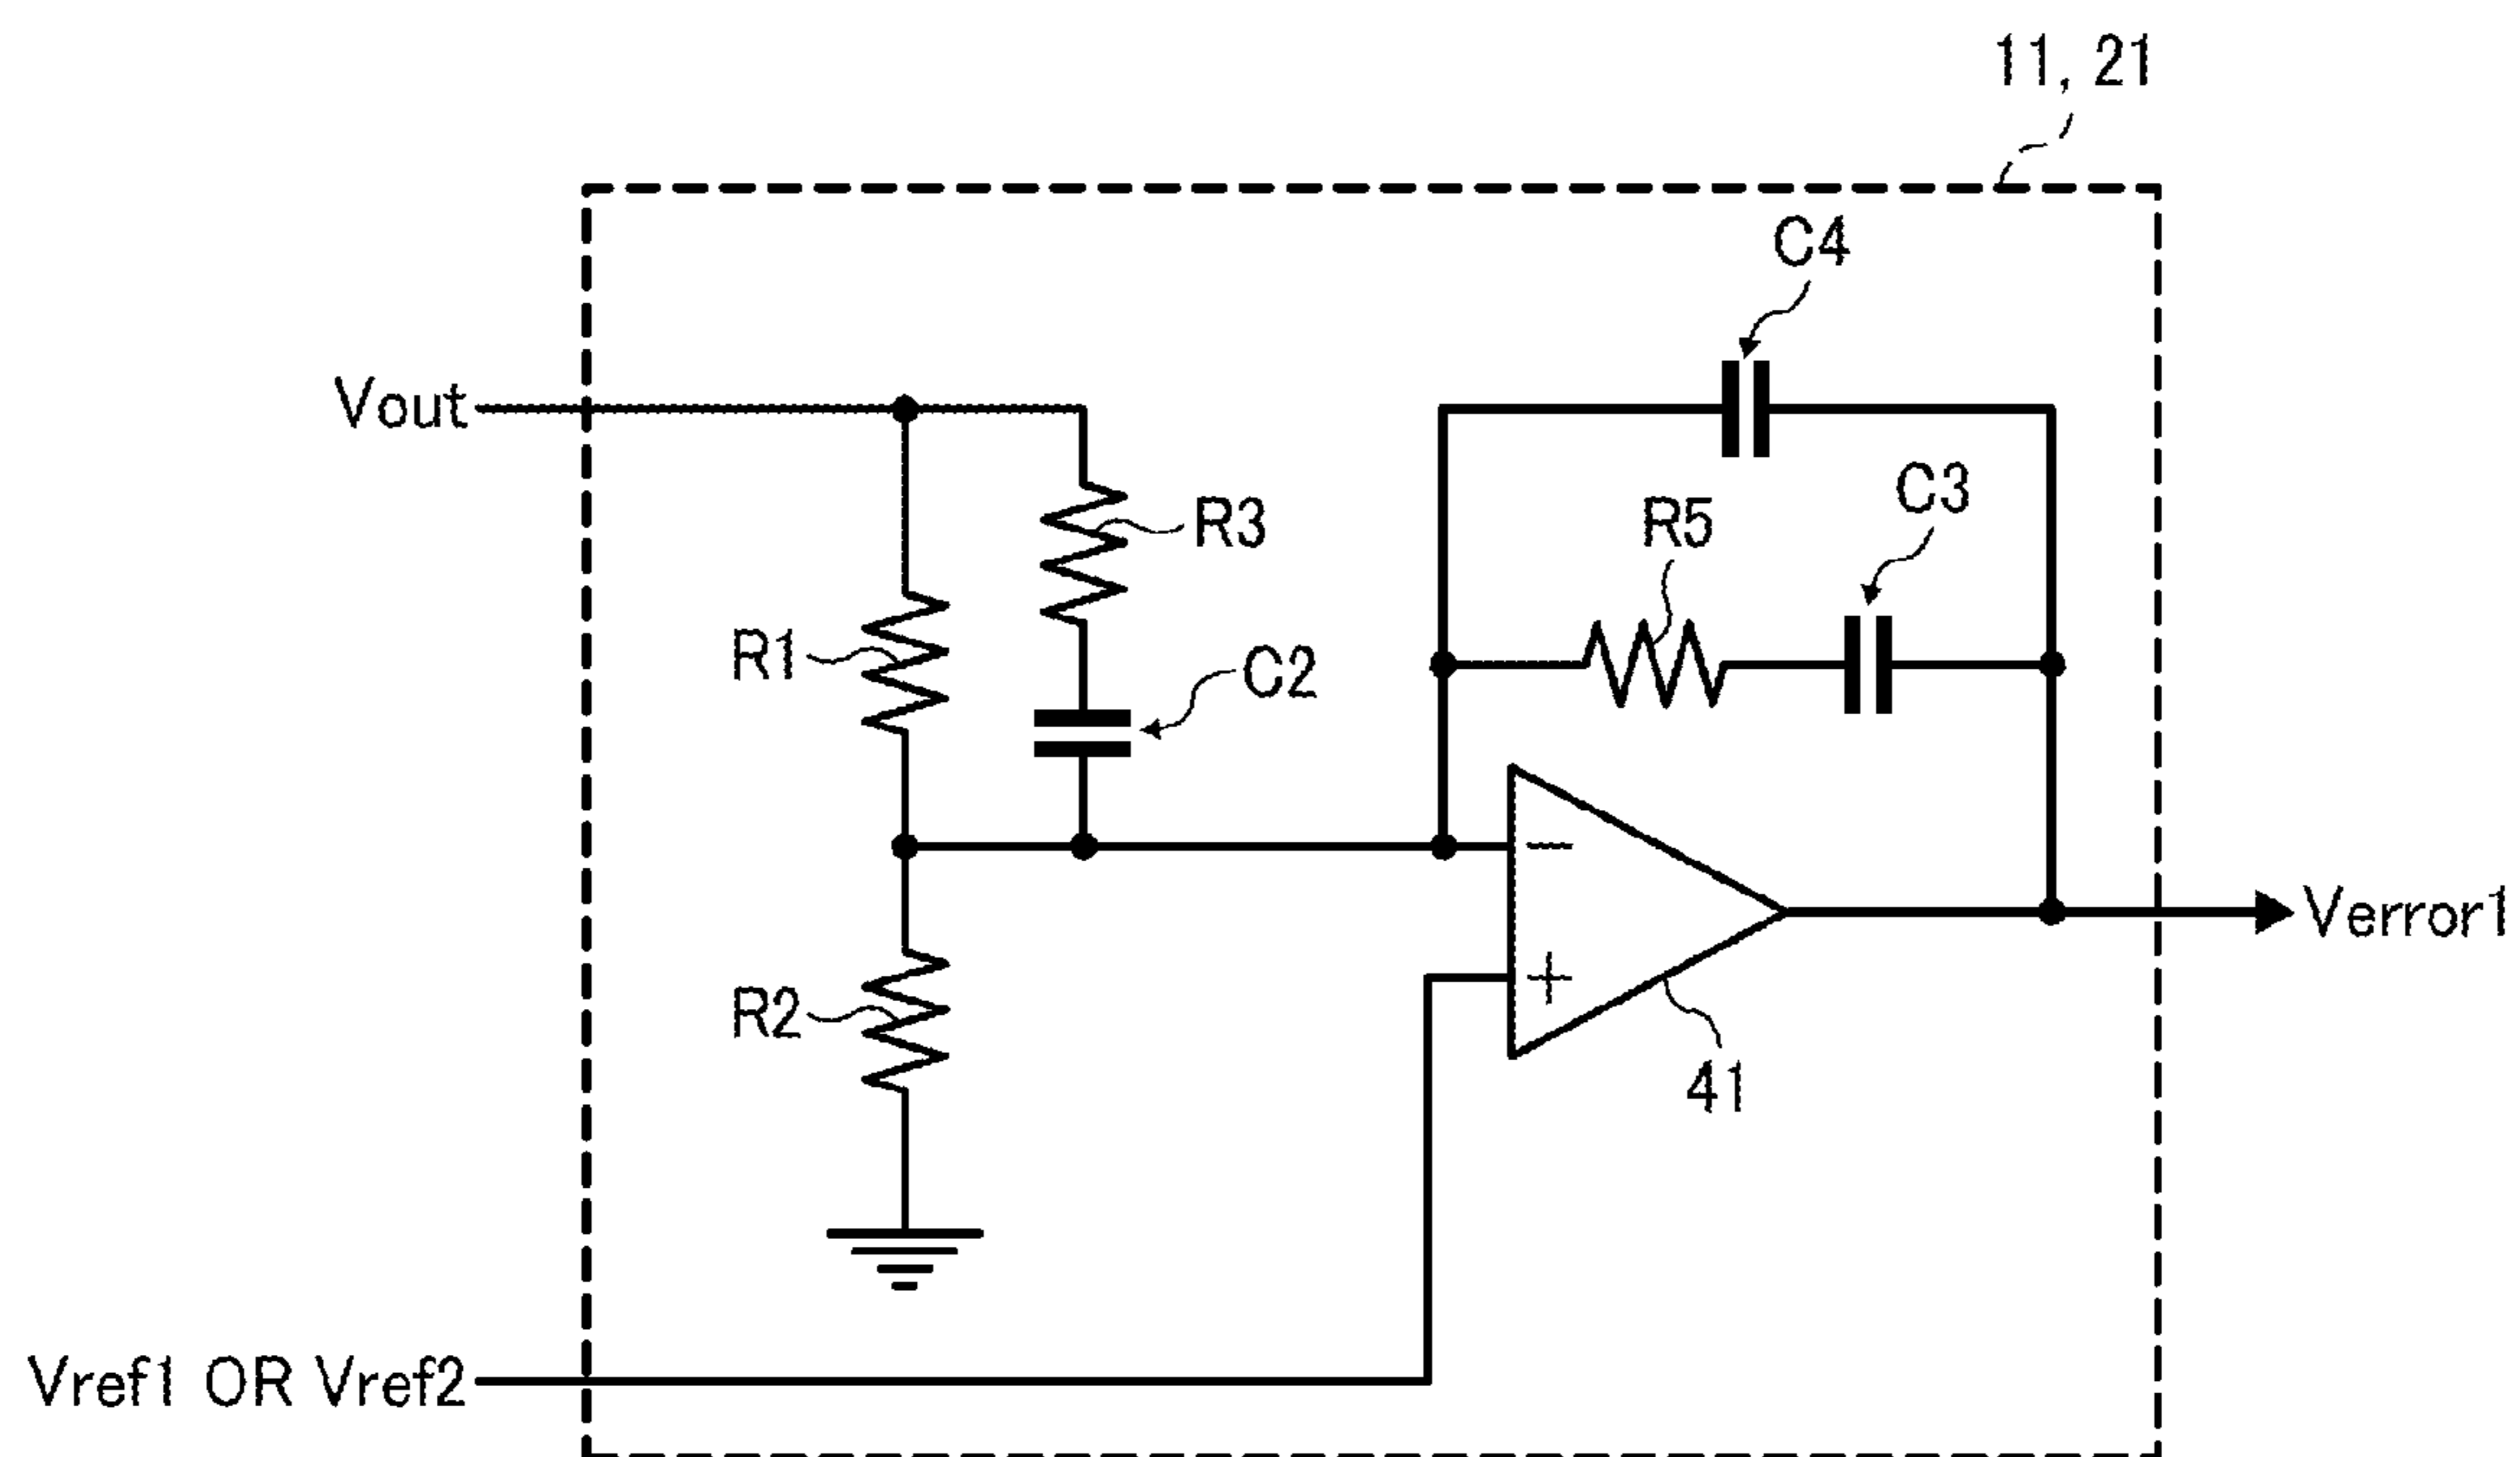 11, 21
C4
Vout
C3
R3
R5
R1
C2
Verror1
R2
41
Vref1 OR Vref2